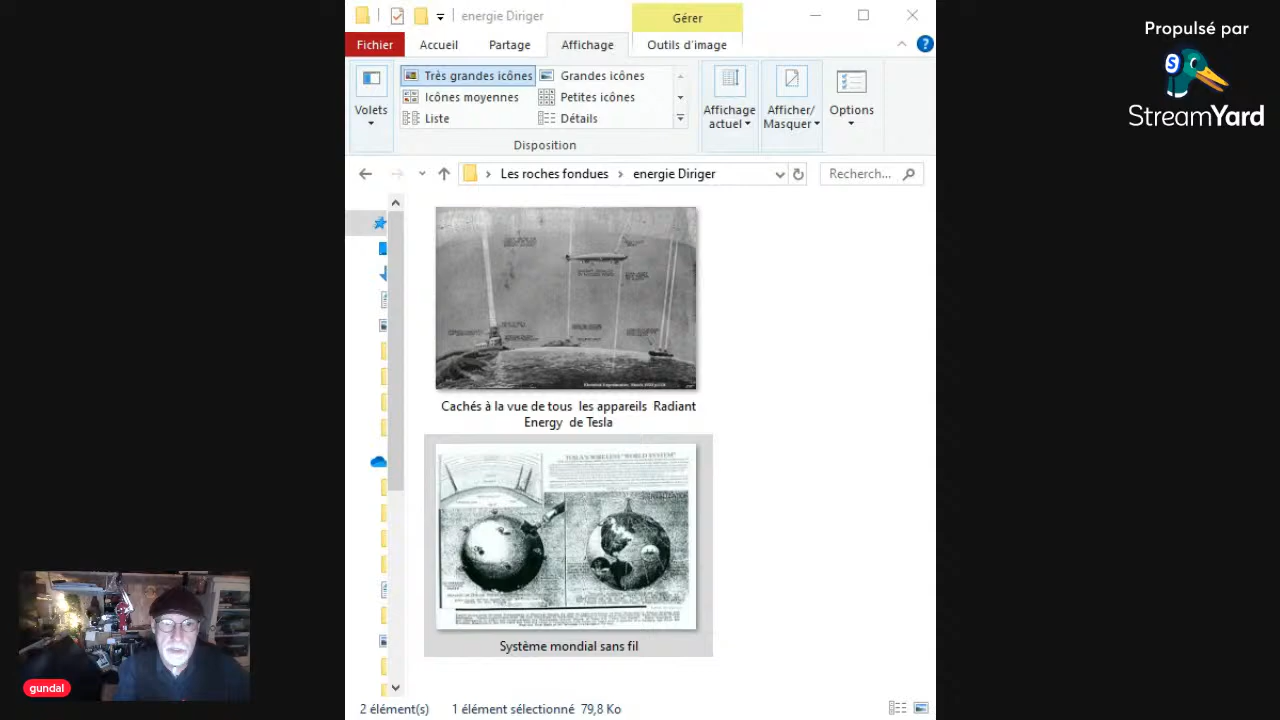 energie Diriger
Gérer
Propulsé par
StreamYard
Fichier
Accueil
Partage
Affichage
Outils d'image
Très grandes icônes
Grandes icônes
Icônes moyennes
Petites icônes
Liste
Détails
Volets
Affichage
actuel
Afficher/
Masquer
Options
Disposition
Les roches fondues
energie Diriger
Recherch...
Cachés à la vue de tous les appareils Radiant
Energy de Tesla
TESLA'S WIRELESS "WORLD SYSTEM"
Système mondial sans fil
gundal
2 élément(s)
1 élément sélectionné 79,8 Ko